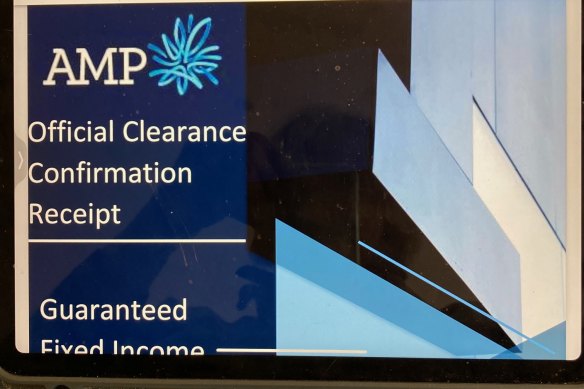 AMP
Official Clearance
Confirmation
Receipt
Guaranteed
Fixed Income